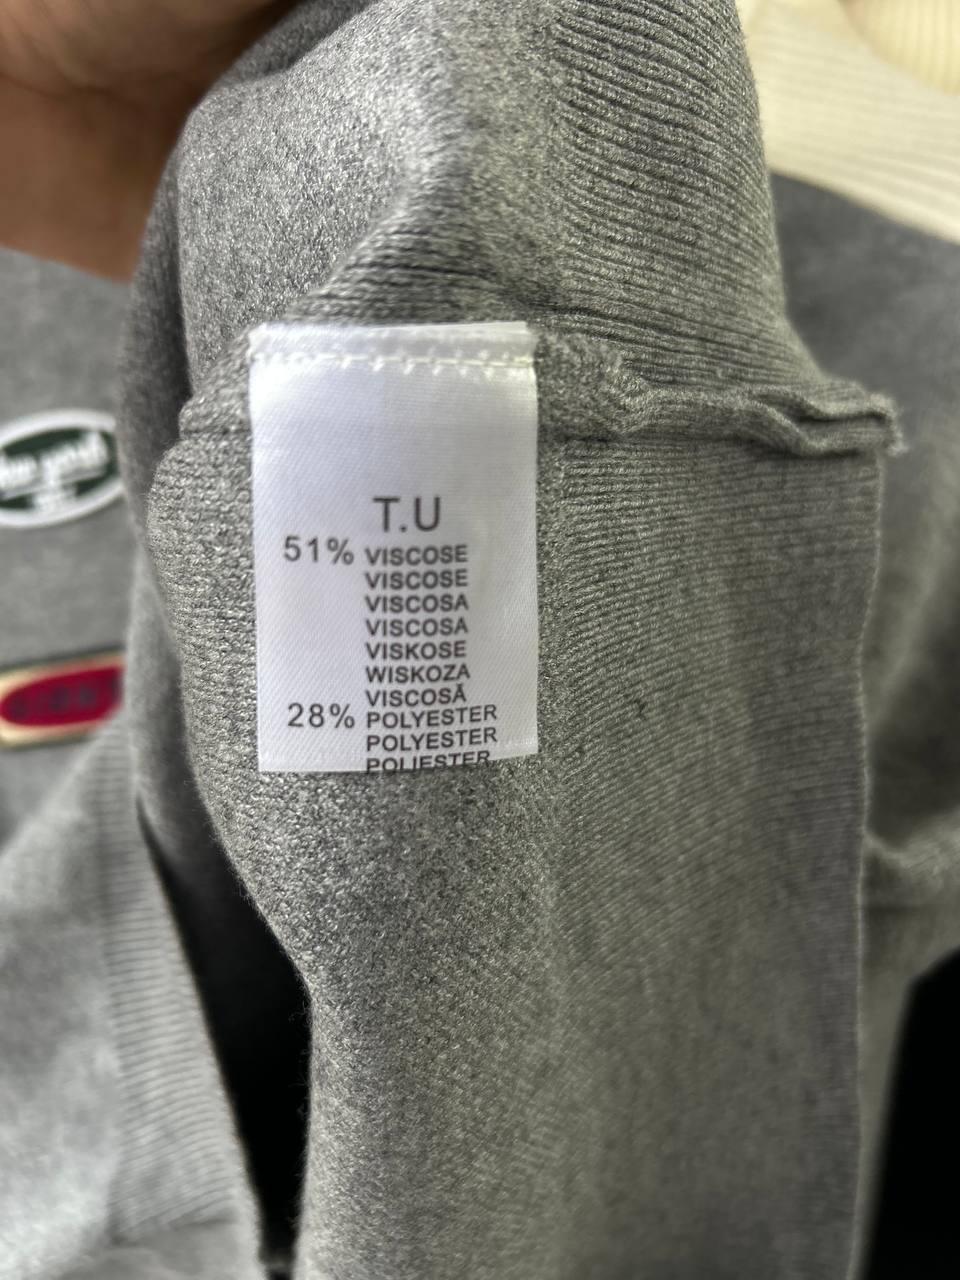 T.U
51% VISCOSE
VISCOSE
VISCOSA
VISCOSA
VISKOSE
WISKOZA
VISCOSĂ
28% POLYESTER
POLYESTER
POLIESTER